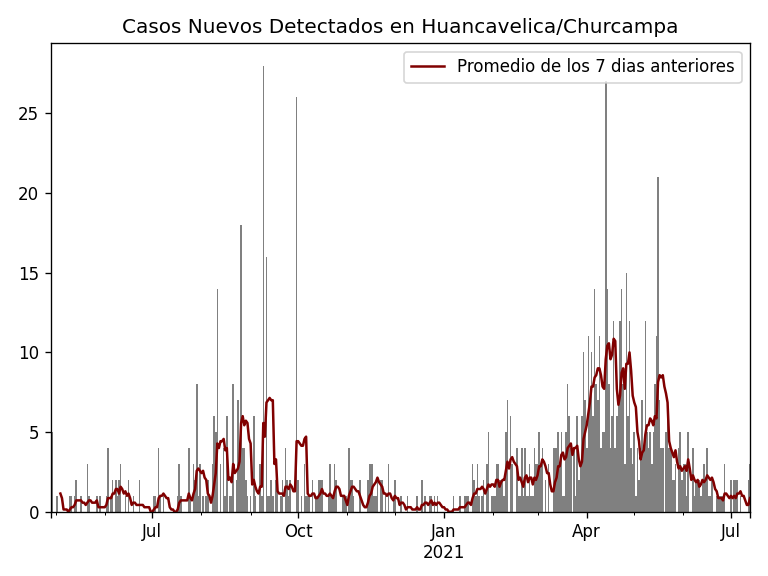 Casos Nuevos Detectados en Huancavelica/Churcampa
Promedio de los 7 dias anteriores
25
20
15
10
5
0
Jul
Oct
Jan
2021
Apr
Jul